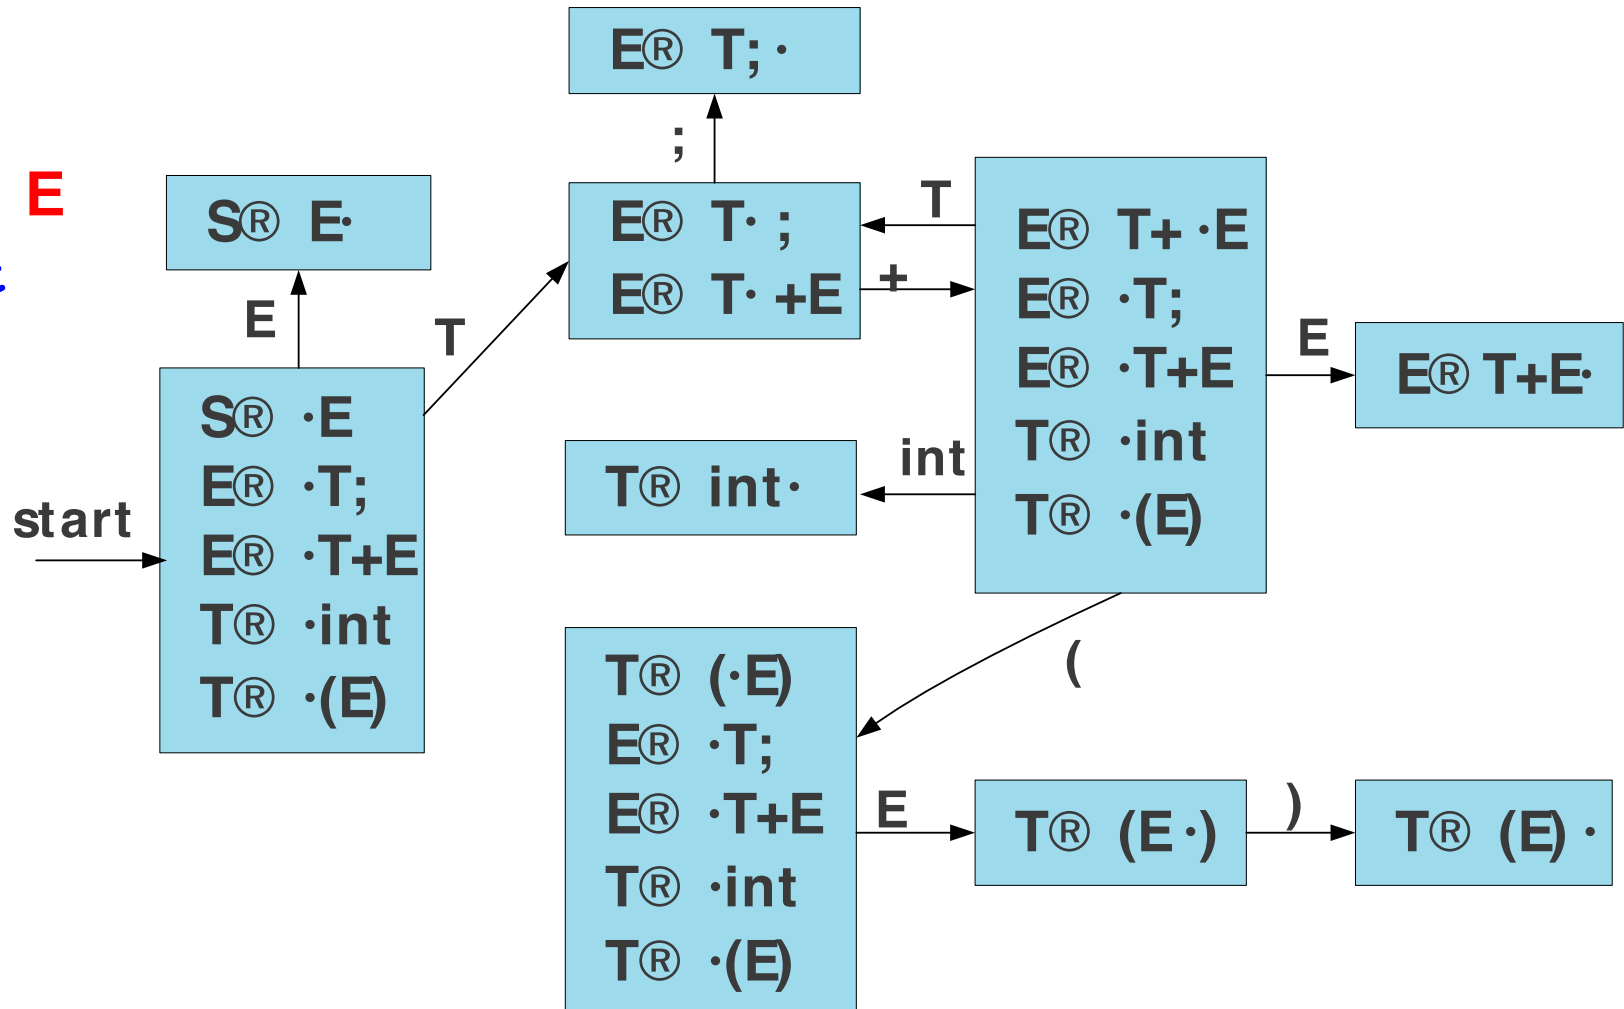 E® T; ·
;
E
S® E·
E® T· ;
E® T· +E
T
+
E® T+ ·E
E® ·T;
E® ·T+E
T® ·int
T® ·(E)
E
T
E
E® T+E·
start
S® ·E
E® ·T;
E® ·T+E
T® ·int
T® ·(E)
T® int·
int
(
T® (·E)
E® ·T;
E® ·T+E
T® ·int
T® ·(E)
E
T® (E ·)
)
T® (E) ·